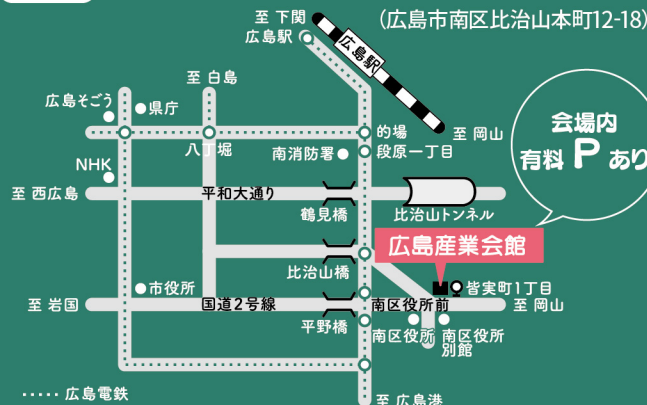 (広島市南区比治山本町12-18)
至 下関
広島駅
広島駅
至 白島
広島そごう
県庁
八丁堀
南消防署
的場
段原一丁目
至 岡山
会場内
有料 P あり
NHK
至 西広島
平和大通り
鶴見橋
比治山トンネル
広島産業会館
比治山橋
市役所
皆実町1丁目
至 岩国
国道2号線
南区役所前
至 岡山
平野橋
南区役所
南区役所
別館
広島電鉄
至 広島港